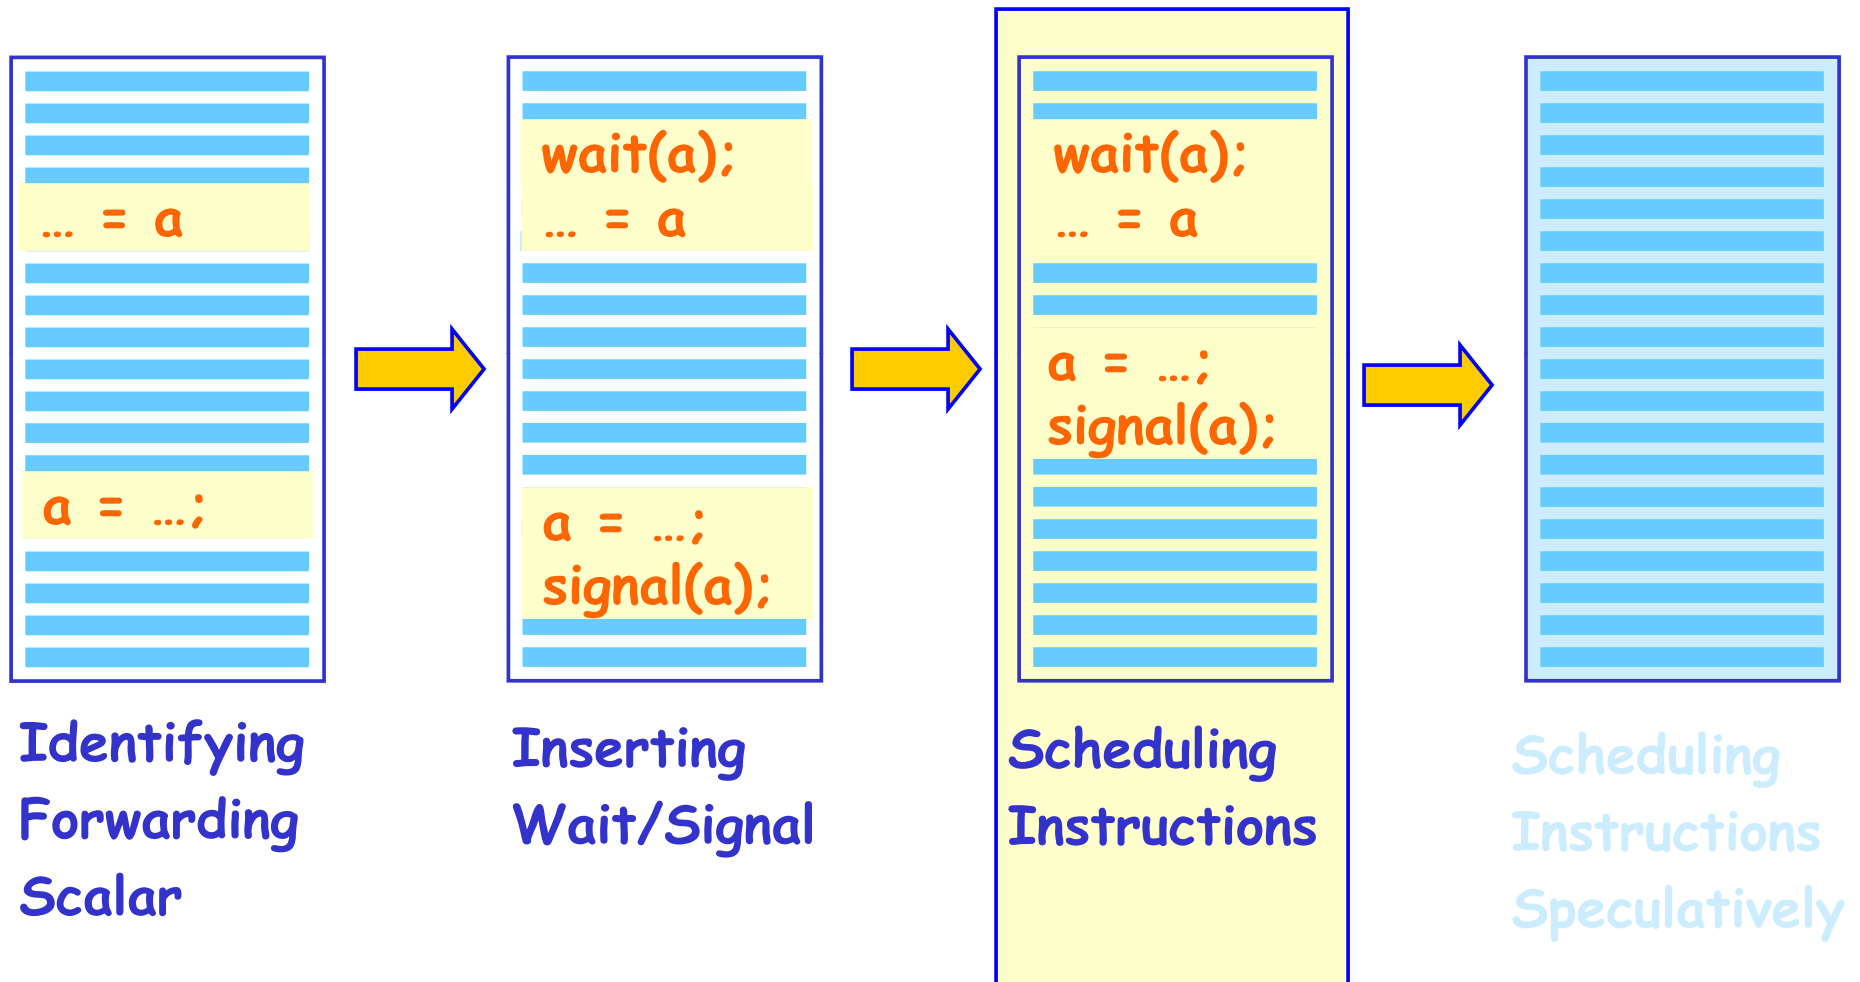 … = a
a = …;
Identifying
Forwarding
Scalar
wait(a);
… = a
a = …;
signal(a);
Inserting
Wait/Signal
wait(a);
… = a
a = …;
signal(a);
Scheduling
Instructions
Scheduling
Instructions
Speculatively